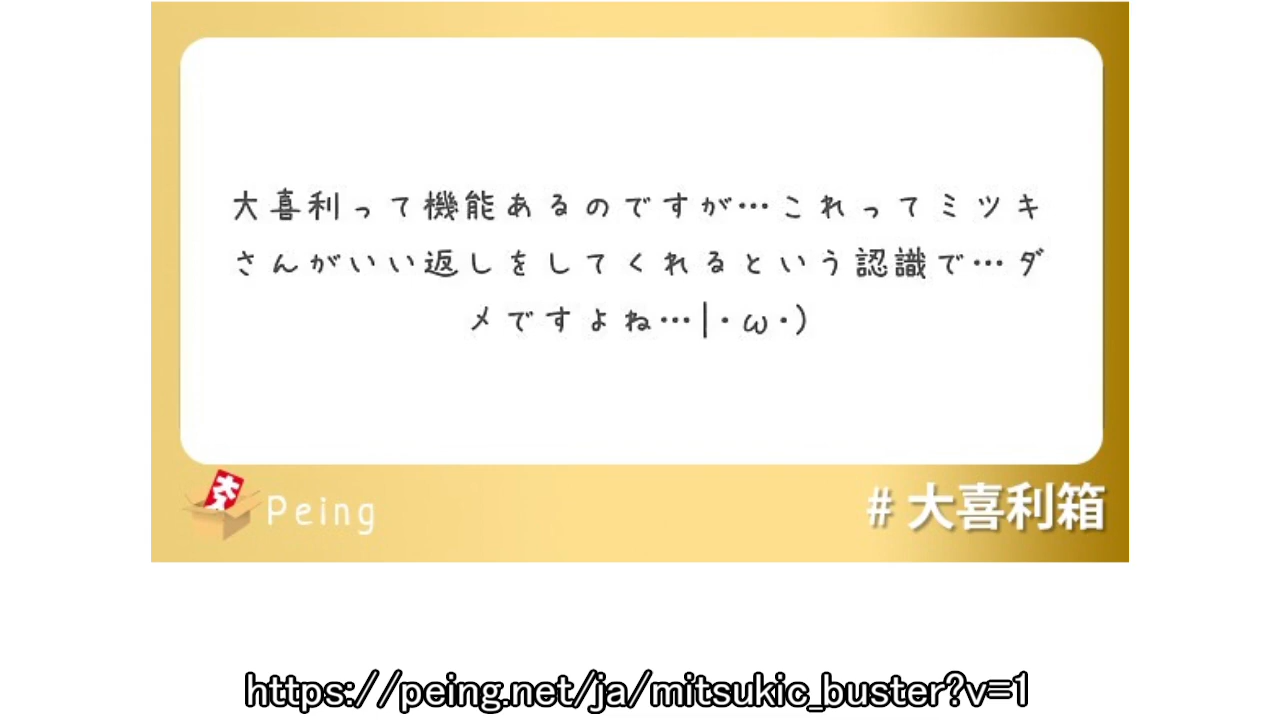 大喜利って機能あるのですが…これってミツキ
さんがいい返しをしてくれるという認識で…ダ
メですよね…|・ω・)
大
Peing
# 大喜利箱
https://peing.net/ja/mitsukic_buster?v=1